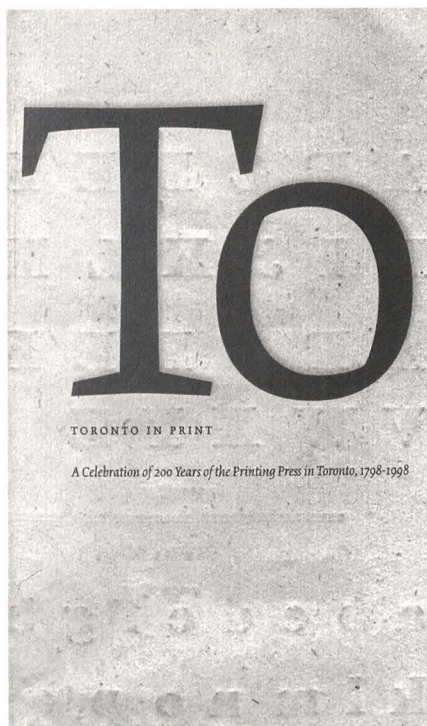 To
TORONTO IN PRINT
A Celebration of 200 Years of the Printing Press in Toronto, 1798-1998